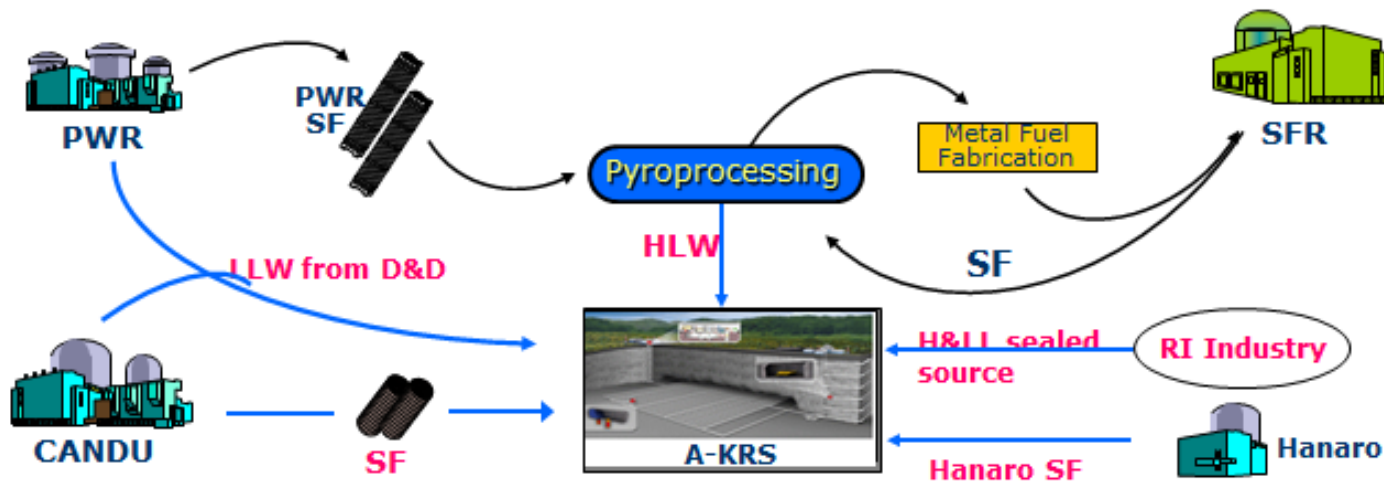 PWR
PWR
SF
Pyroprocessing
Metal Fuel
Fabrication
SFR
HLW
SF
LLW from D&D
H&LL sealed
source
RI Industry
CANDU
SF
A-KRS
Hanaro SF
Hanaro